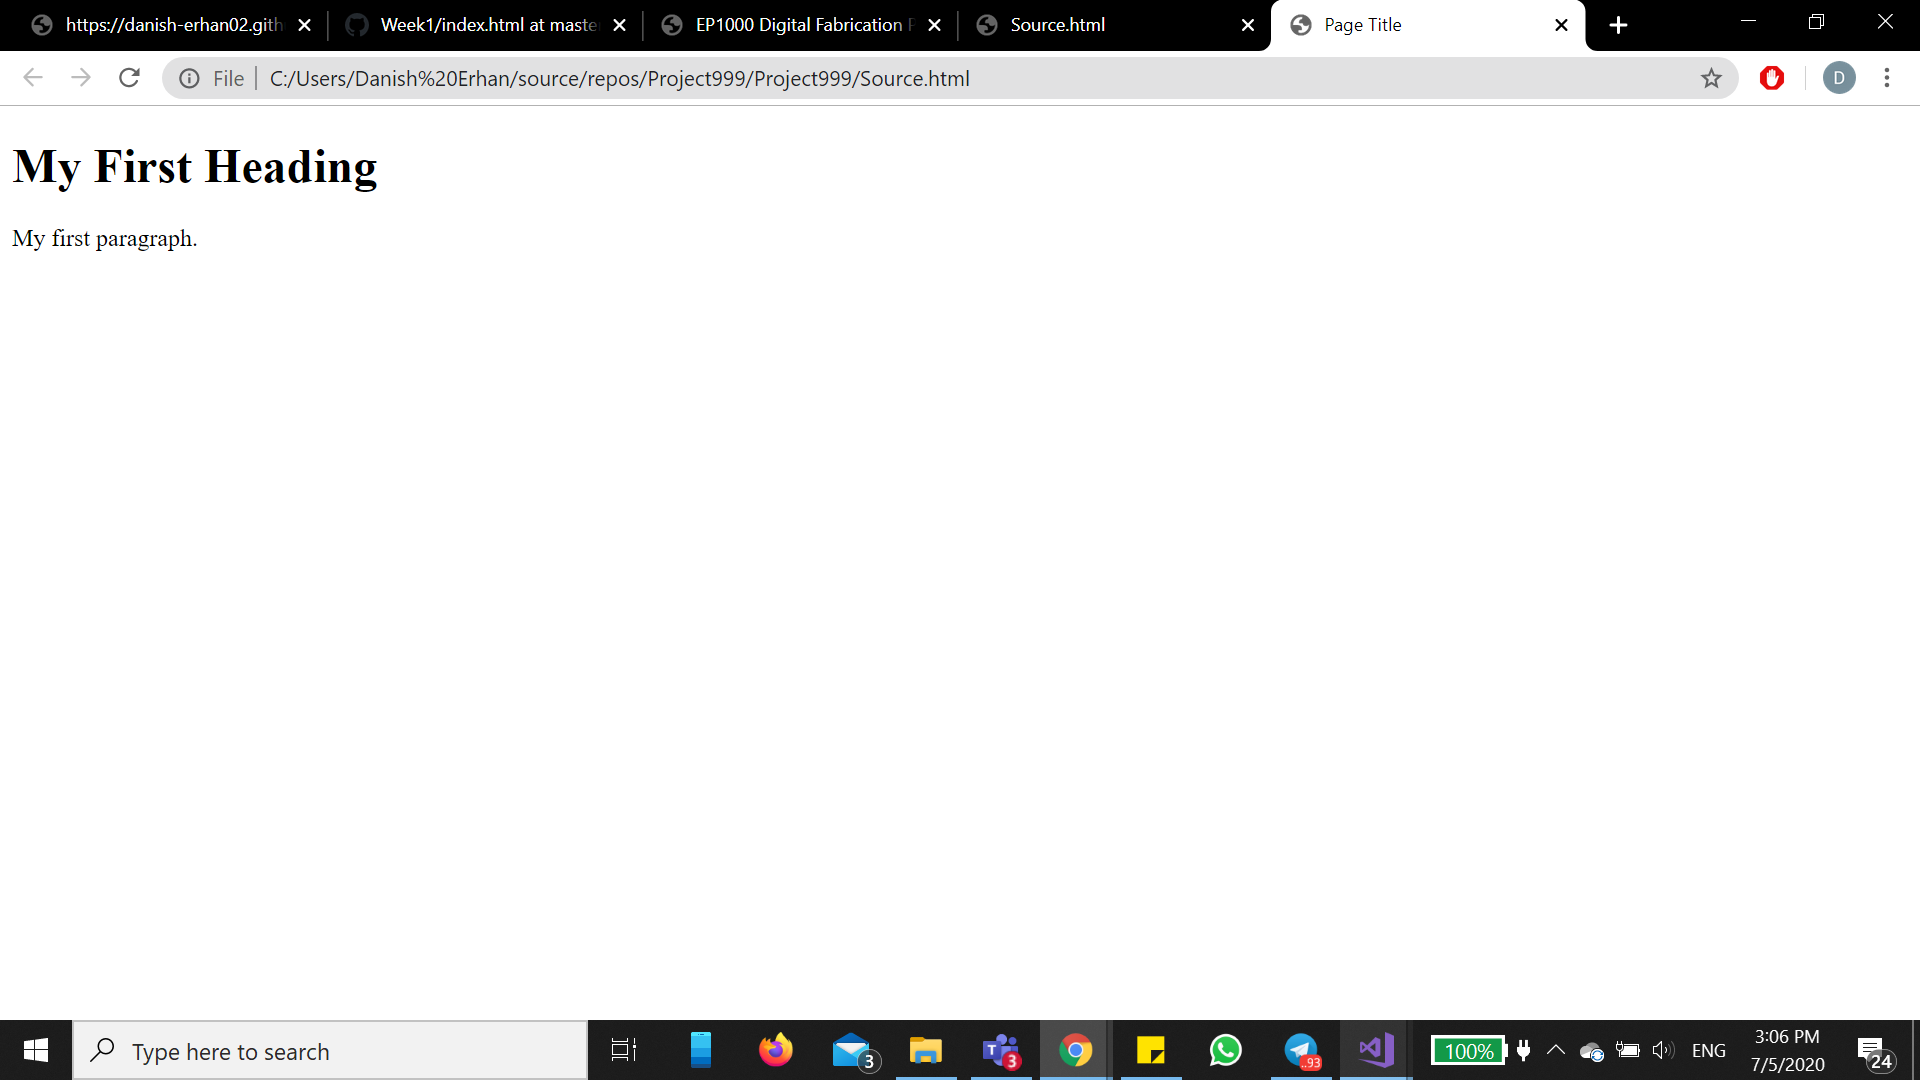 https://danish-erhan02.gith
Week1/index.html at maste
EP1000 Digital Fabrication P
Source.html
Page Title
File
C:/Users/Danish%20Erhan/source/repos/Project999/Project999/Source.html
D
My First Heading
My first paragraph.
Type here to search
3
T
3
..93
100%
ENG
3:06 PM
7/5/2020
24